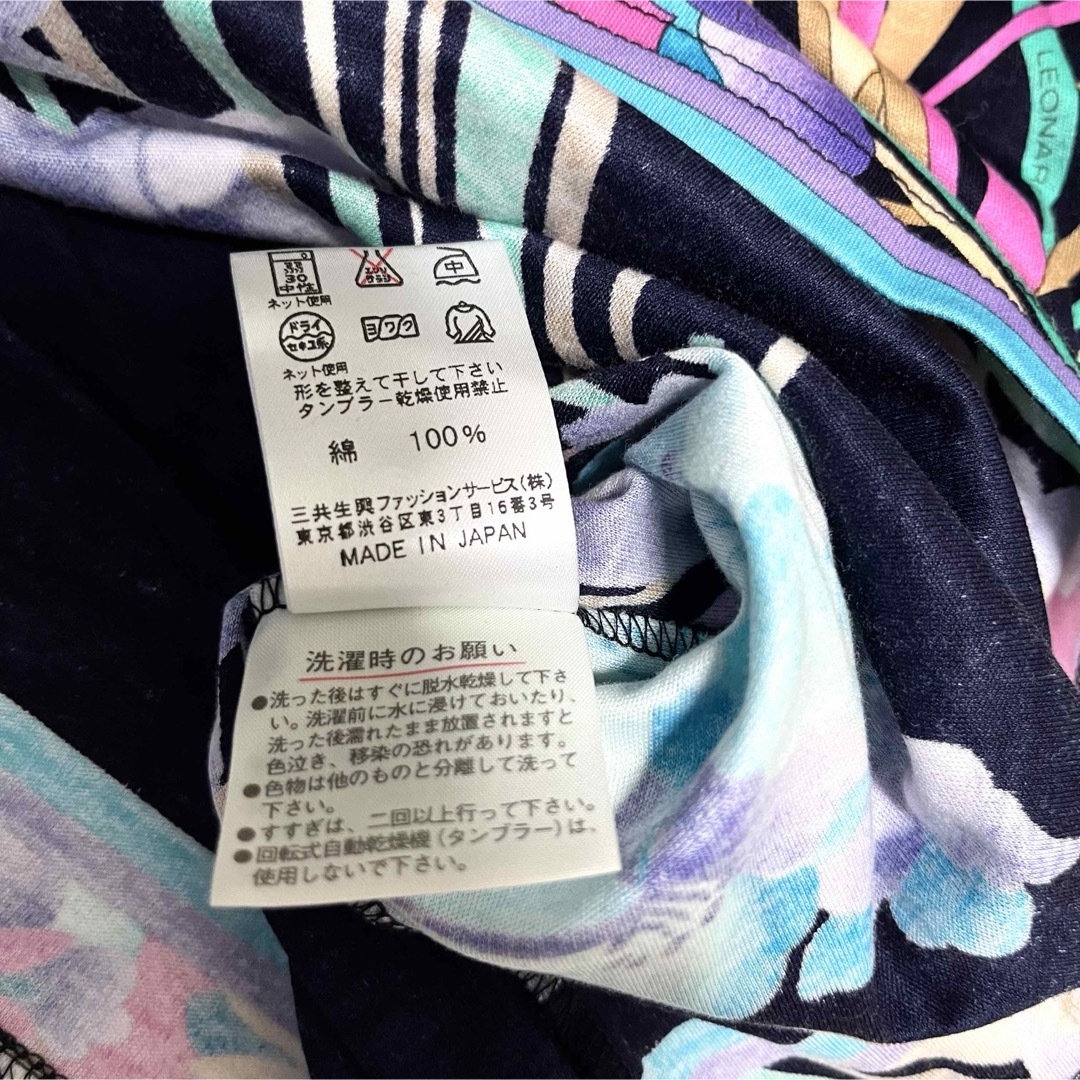 LEONAR
ヨワ 30
中性
エンソ
サラシ
中
ネット使用
ドライ
セキユ系
ヨワク
ネット使用
形を整えて干して下さい
タンブラー乾燥使用禁止
綿 100%
三共生興ファッションサービス(株)
東京都渋谷区東3丁目16番3号
MADE IN JAPAN
洗濯時のお願い
●洗った後はすぐに脱水乾燥して下さ
い。洗濯前に水に浸けておいたり、
洗った後濡れたまま放置されますと
色泣き、移染の恐れがあります。
●色物は他のものと分離して洗って
下さい。
●すすぎは、二回以上行って下さい。
●回転式自動乾燥機(タンブラー)は、
使用しないで下さい。